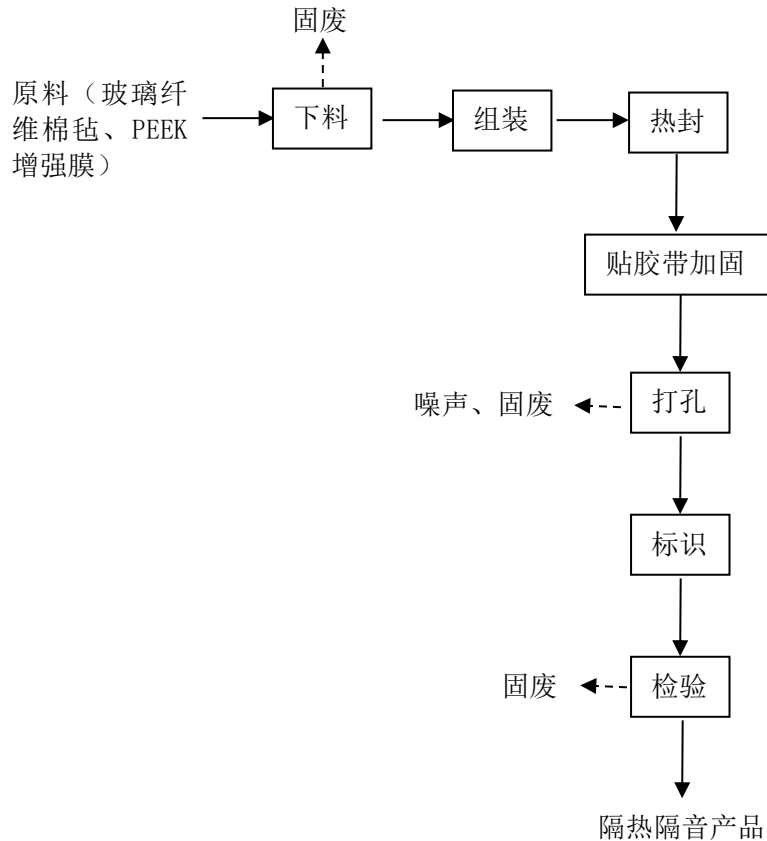 固废
原料（玻璃纤
维棉毡、PEEK
增强膜）
下料
组装
热封
贴胶带加固
噪声、固废
打孔
标识
固废
检验
隔热隔音产品